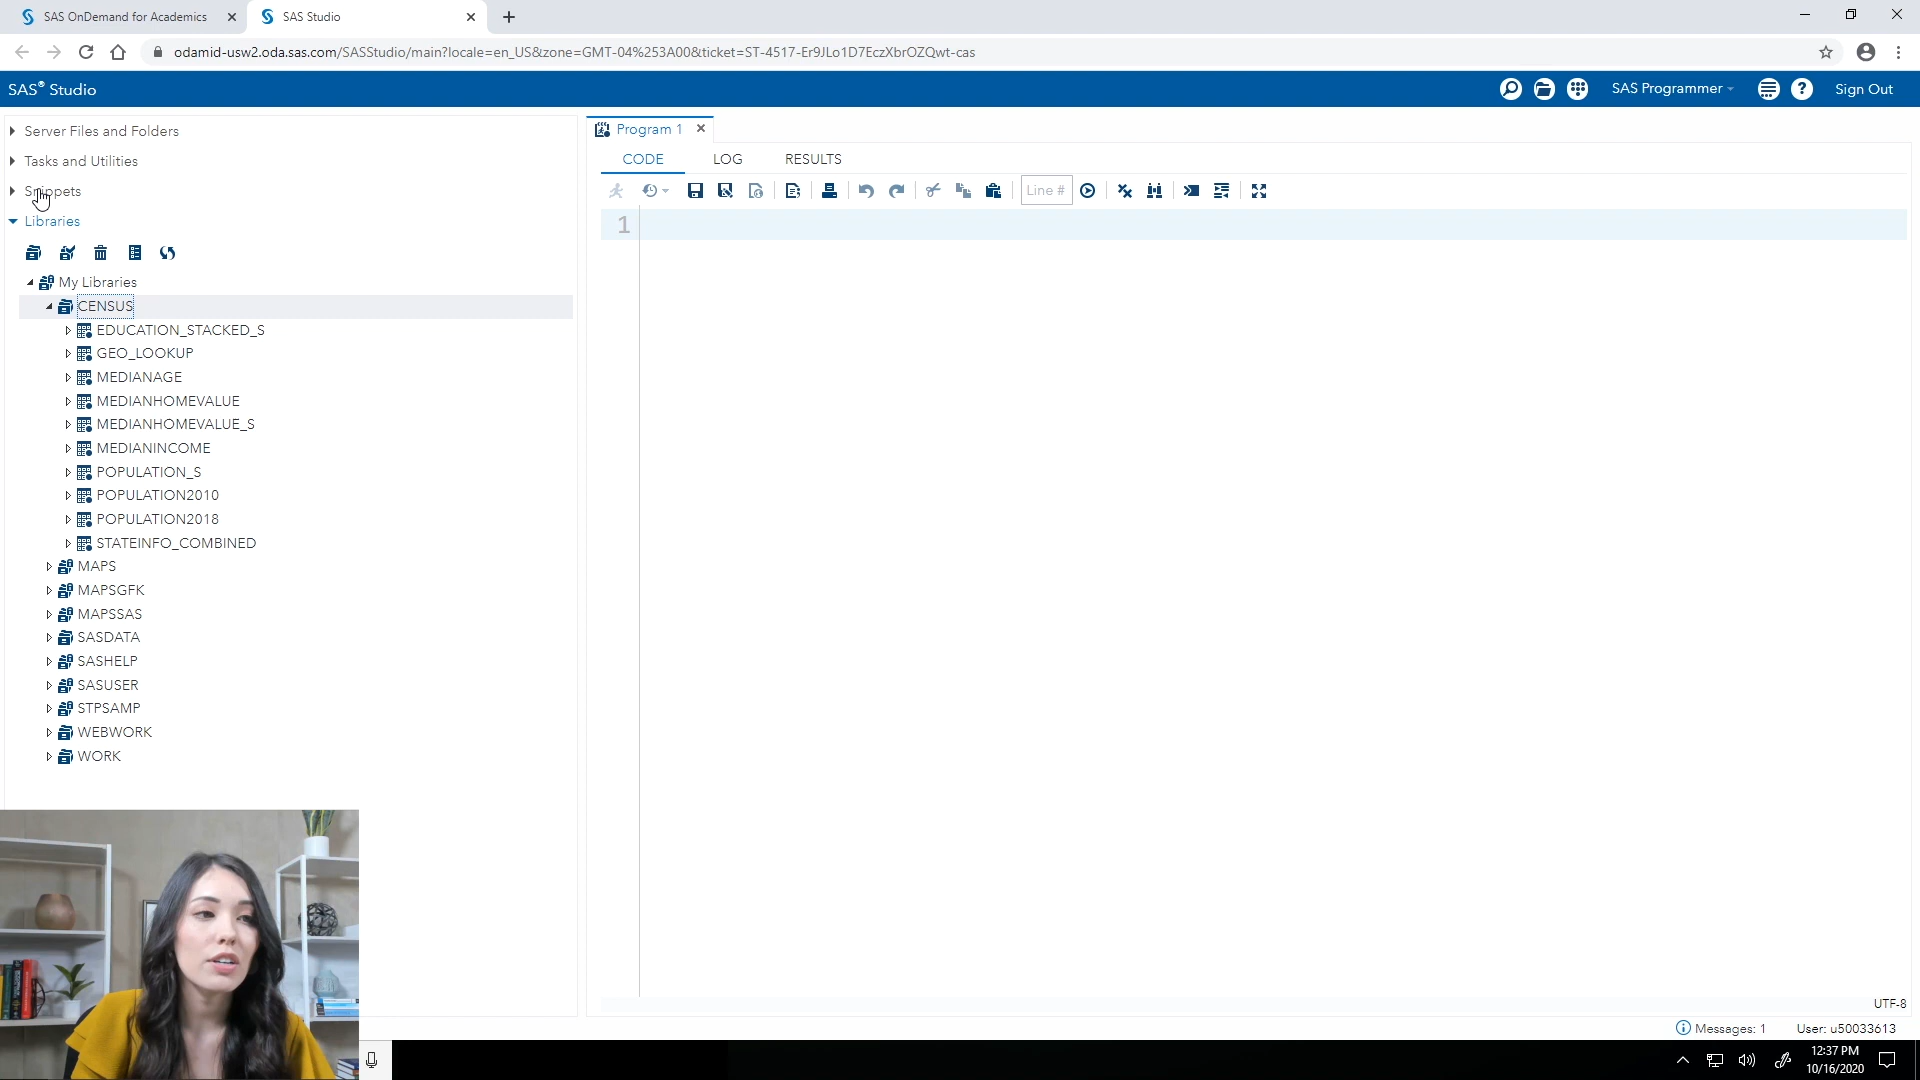 SAS OnDemand for Academics
SAS Studio
odamid-usw2.oda.sas.com/SASStudio/main?locale=en_US&zone=GMT-04%253A00&ticket=ST-4517-Er9JLo1D7EczXbrOZQwt-cas
SAS® Studio
SAS Programmer
Sign Out
Server Files and Folders
Tasks and Utilities
Snippets
Libraries
My Libraries
CENSUS
EDUCATION_STACKED_S
GEO_LOOKUP
MEDIANAGE
MEDIANHOMEVALUE
MEDIANHOMEVALUE_S
MEDIANINCOME
POPULATION_S
POPULATION2010
POPULATION2018
STATEINFO_COMBINED
MAPS
MAPSGFK
MAPSSAS
SASDATA
SASHELP
SASUSER
STPSAMP
WEBWORK
WORK
Program 1
CODE LOG RESULTS
Line #
1
UTF-8
Messages: 1 User: u50033613
12:37 PM
10/16/2020